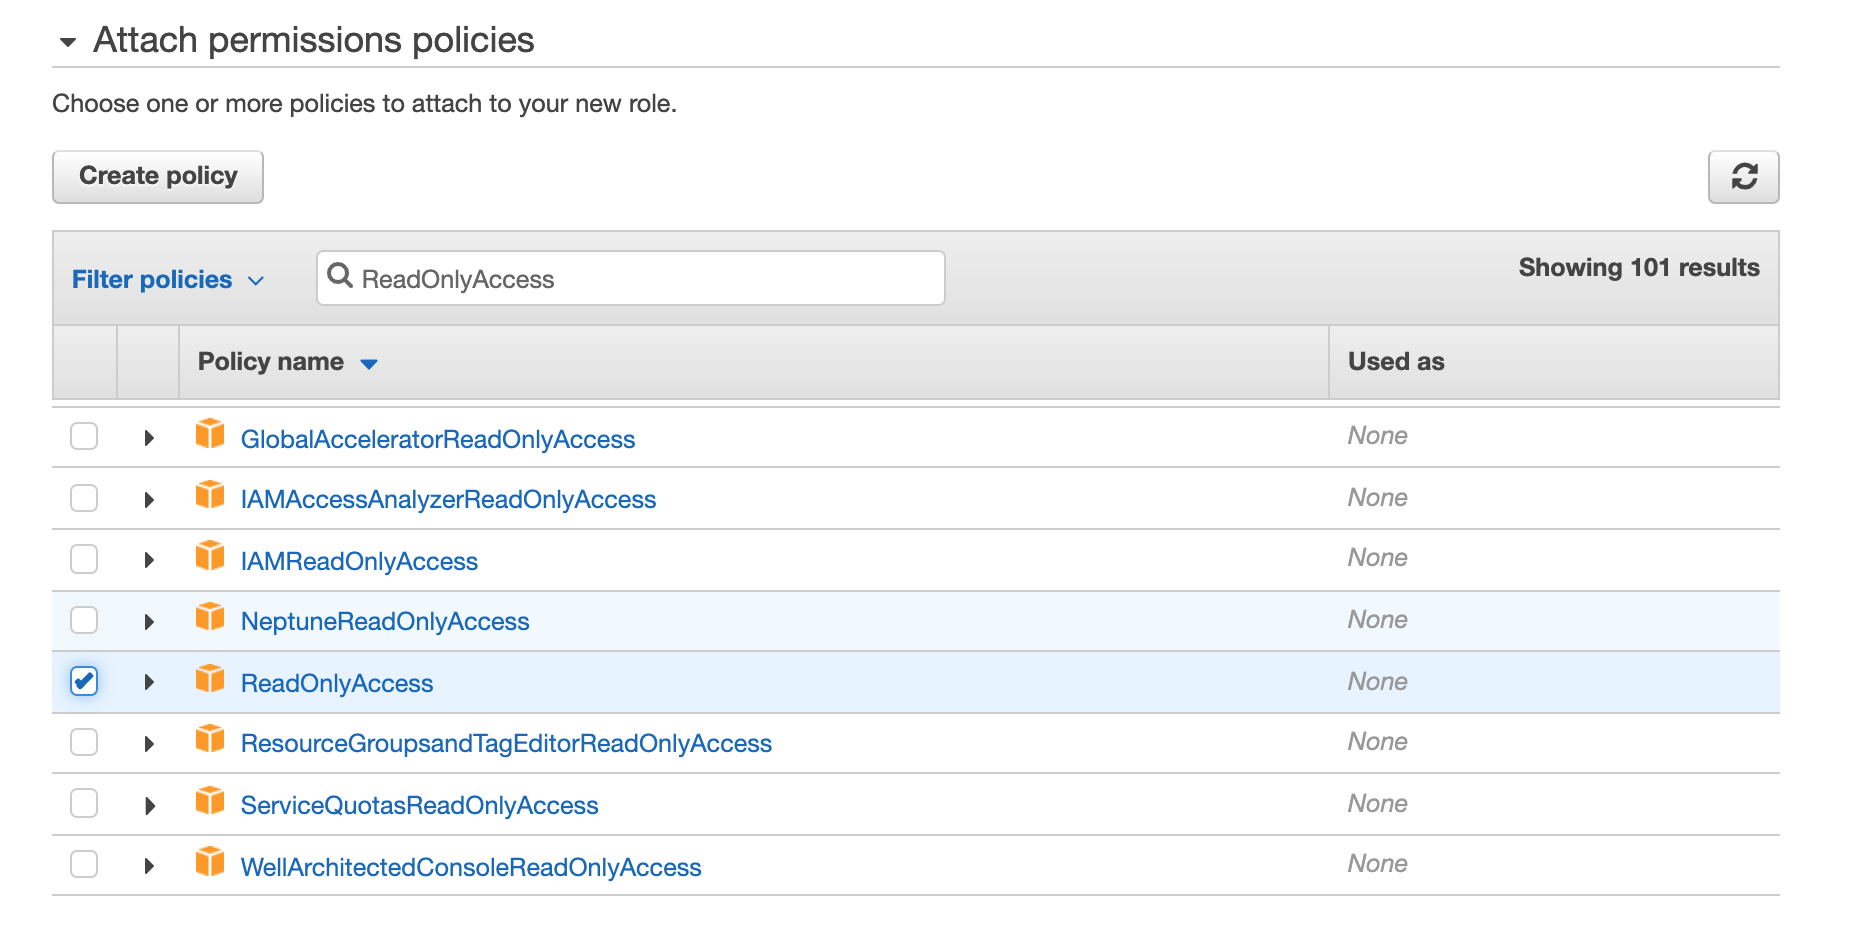 Attach permissions policies
Choose one or more policies to attach to your new role.
Create policy
Filter policies
ReadOnlyAccess
Showing 101 results
Policy name
Used as
GlobalAcceleratorReadOnlyAccess
None
IAMAccessAnalyzerReadOnlyAccess
None
IAMReadOnlyAccess
None
NeptuneReadOnlyAccess
None
ReadOnlyAccess
None
ResourceGroupsandTagEditorReadOnlyAccess
None
ServiceQuotasReadOnlyAccess
None
WellArchitectedConsoleReadOnlyAccess
None